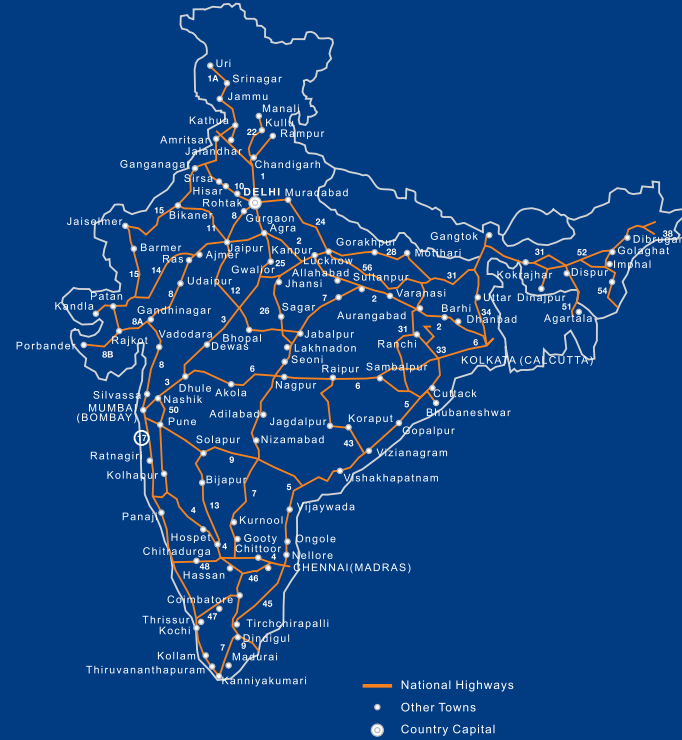 Uri
1A
Srinagar
Jammu
Manali
Kathua
Kullu
22
Rampur
Amritsar
Jalandhar
Ganganagar
Chandigarh
1
Sirsa
Hisar
10
DELHI
Muradabad
Rohtak
15
Bikaner
8
Gurgaon
Jaiselmer
11
Agra
24
Gangtok
38
Dibrugar
Barmer
Jaipur
2
Kanpur
Gorakhpur
28
Motihari
31
52
Golaghat
Ras
Ajmer
Lucknow
Imphal
15
14
Gwalior
25
56
Allahabad
Sultanpur
31
Kokrajhar
Dispur
8
Udaipur
Jhansi
54
Patan
12
7
2
Varahasi
Uttar Dinajpur
Kandla
Gandhinagar
26
Sagar
Aurangabad
Barhi
34
51
8A
3
Dhanbad
Agartala
Rajkot
Vadodara
Bhopal
Jabalpur
31
2
Porbander
Dewas
Lakhnadon
Ranchi
33
6
8B
Seoni
KOLKATA (CALCUTTA)
8
6
Raipur
Sambalpur
3
Dhule
Akola
Nagpur
6
Silvassa
Nashik
Cuttack
MUMBAI
(BOMBAY)
50
Pune
Adilabad
5
Bhubaneshwar
Jagdalpur
Koraput
Gopalpur
17
Solapur
Nizamabad
43
Ratnagiri
9
Vizianagram
Kolhapur
Bijapur
5
Vishakhapatnam
7
13
Panaji
4
Vijaywada
Kurnool
Hospet
Gooty
Ongole
Chitradurga
4
Chittoor
4
Nellore
48
CHENNAI(MADRAS)
Hassan
46
Coimbatore
45
Thrissur
47
Kochi
Tirchchirapalli
Dindigul
7
9
Kollam
Madurai
Thiruvananthapuram
Kanniyakumari
National Highways
Other Towns
Country Capital